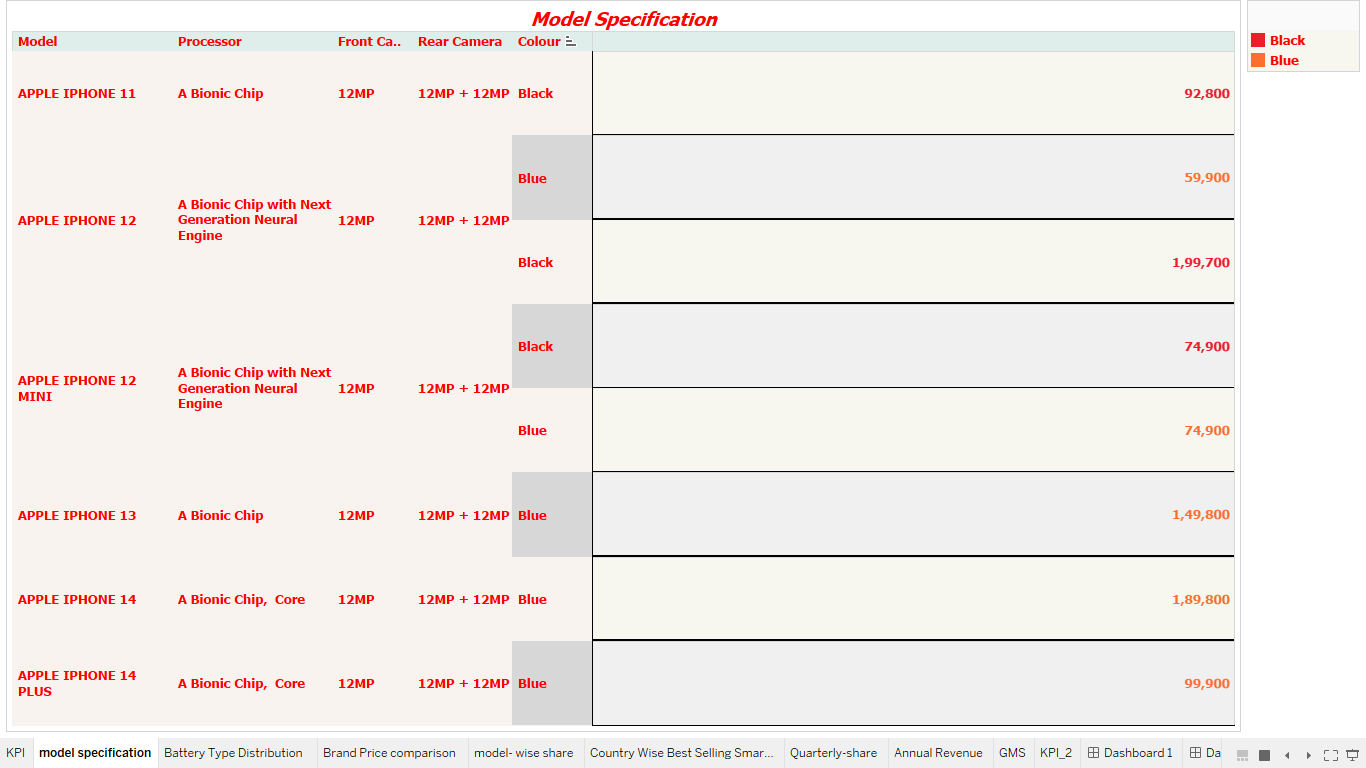 Model Specification
Model Processor Front Ca.. Rear Camera Colour
Black
Blue
APPLE IPHONE 11 A Bionic Chip 12MP 12MP + 12MP Black 92,800
Blue 59,900
APPLE IPHONE 12 A Bionic Chip with Next
Generation Neural
Engine 12MP 12MP + 12MP
Black 1,99,700
Black 74,900
APPLE IPHONE 12
MINI A Bionic Chip with Next
Generation Neural
Engine 12MP 12MP + 12MP
Blue 74,900
APPLE IPHONE 13 A Bionic Chip 12MP 12MP + 12MP Blue 1,49,800
APPLE IPHONE 14 A Bionic Chip,  Core 12MP 12MP + 12MP Blue 1,89,800
APPLE IPHONE 14
PLUS A Bionic Chip,  Core 12MP 12MP + 12MP Blue 99,900
KPI model specification Battery Type Distribution Brand Price comparison model- wise share Country Wise Best Selling Smar... Quarterly-share Annual Revenue GMS KPI_2 Dashboard 1 Da